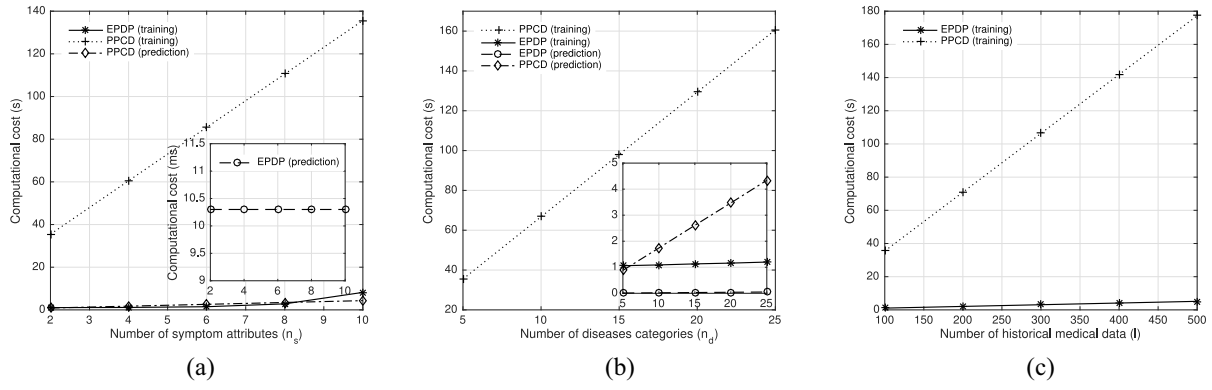 140
120
100
80
60
40
20
0
Computational cost (s)
EPDP (training)
PPCD (training)
PPCD (prediction)
11.5
11
10.5
10
9.5
9
Computational cost (ms)
EPDP (prediction)
2 4 6 8 10
2 3 4 5 6 7 8 9 10
Number of symptom attributes (n_s)
(a)
160
140
120
100
80
60
40
20
Computational cost (s)
PPCD (training)
EPDP (training)
EPDP (prediction)
PPCD (prediction)
5
4
3
2
1
0
5 10 15 20 25
5 10 15 20 25
Number of diseases categories (n_d)
(b)
180
160
140
120
100
80
60
40
20
0
Computational cost (s)
EPDP (training)
PPCD (training)
100 150 200 250 300 350 400 450 500
Number of historical medical data (l)
(c)